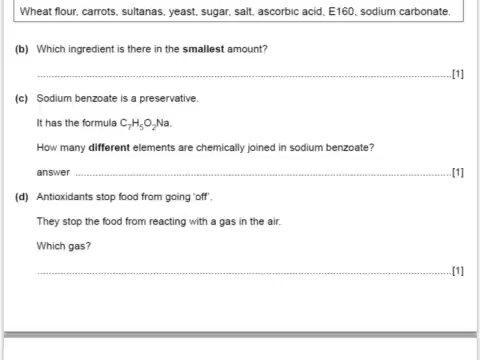 Wheat flour, carrots, sultanas, yeast, sugar, salt, ascorbic acid, E160, sodium carbonate.
(b) Which ingredient is there in the smallest amount?
[1]
(c) Sodium benzoate is a preservative.
It has the formula C₇H₅O₂Na.
How many different elements are chemically joined in sodium benzoate?
answer [1]
(d) Antioxidants stop food from going ‘off’.
They stop the food from reacting with a gas in the air.
Which gas?
[1]